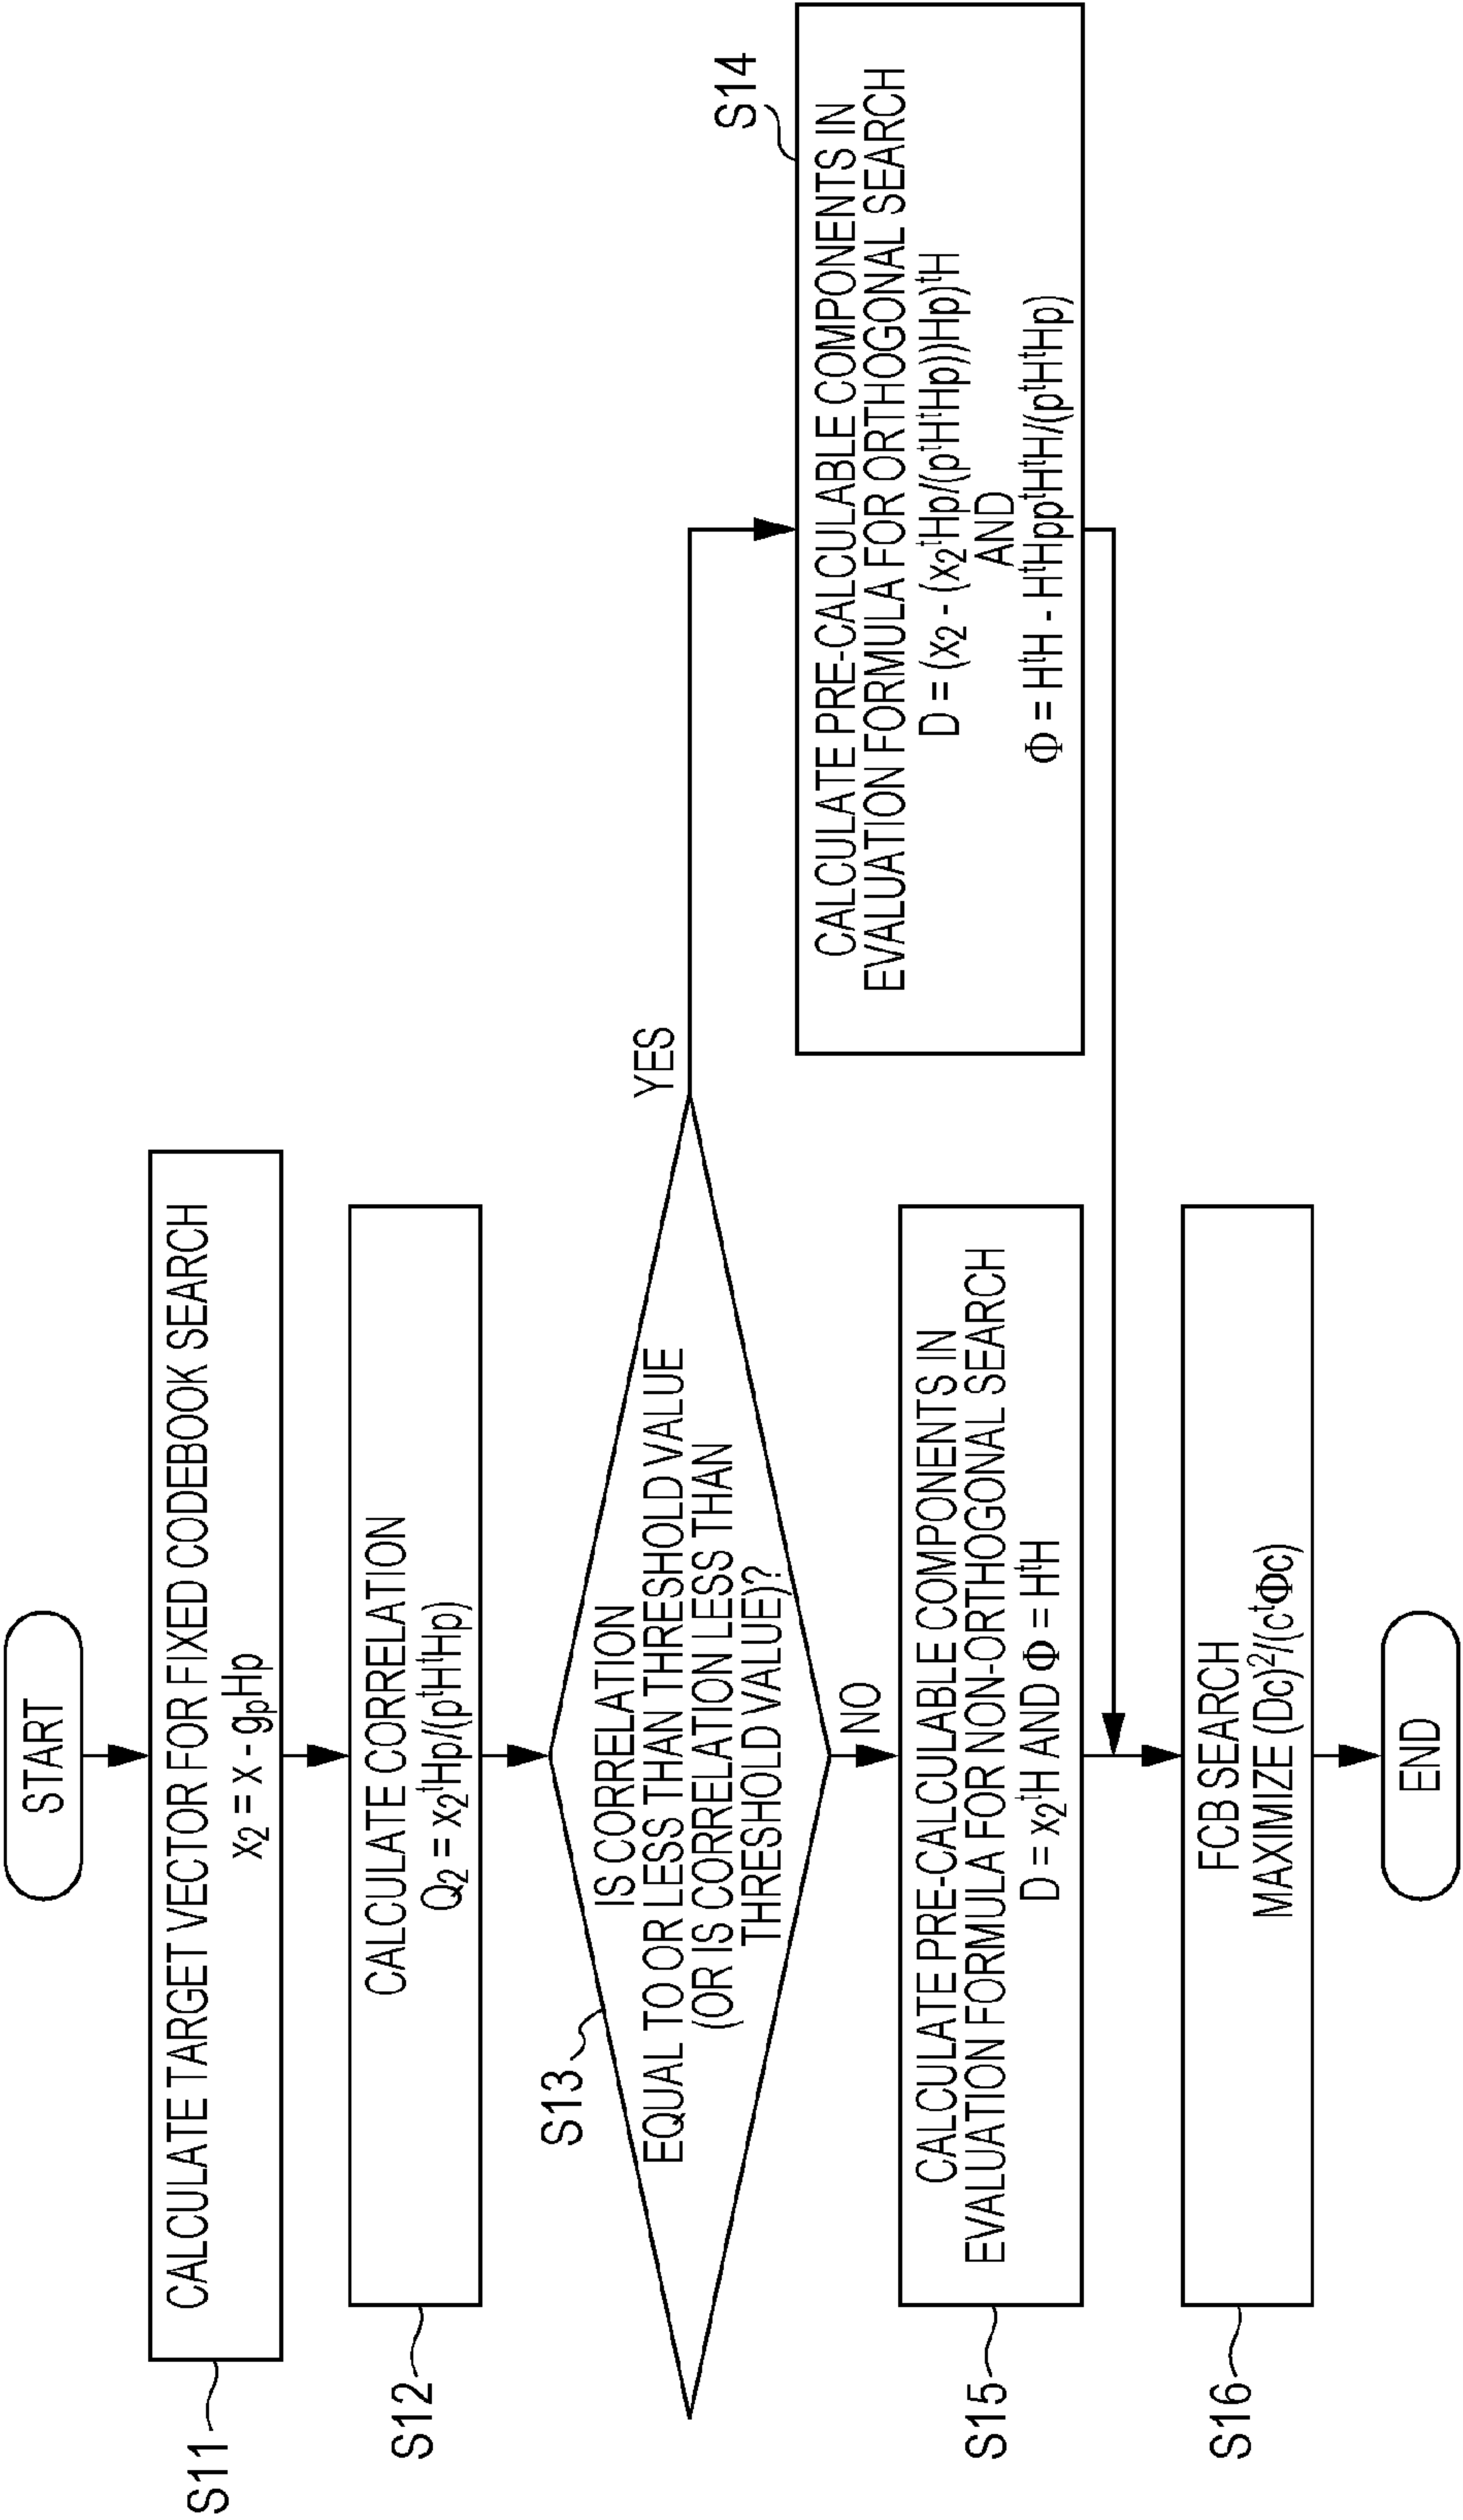 START
S11
CALCULATE TARGET VECTOR FOR FIXED CODEBOOK SEARCH
x₂ = x - gₚHp
S12
CALCULATE CORRELATION
Q₂ = x₂ᵗHp/(pᵗHᵗHp)
S13
IS CORRELATION
EQUAL TO OR LESS THAN THRESHOLD VALUE
(OR IS CORRELATION LESS THAN
THRESHOLD VALUE)?
YES
S14
CALCULATE PRE-CALCULABLE COMPONENTS IN
EVALUATION FORMULA FOR ORTHOGONAL SEARCH
D = (x₂ - (x₂ᵗHp/(pᵗHᵗHp))Hp)ᵗH
AND
Φ = HᵗH - HᵗHppᵗHᵗH/(pᵗHᵗHp)
NO
S15
CALCULATE PRE-CALCULABLE COMPONENTS IN
EVALUATION FORMULA FOR NON-ORTHOGONAL SEARCH
D = x₂ᵗH AND Φ = HᵗH
S16
FCB SEARCH
MAXIMIZE (Dc)²/(cᵗΦc)
END